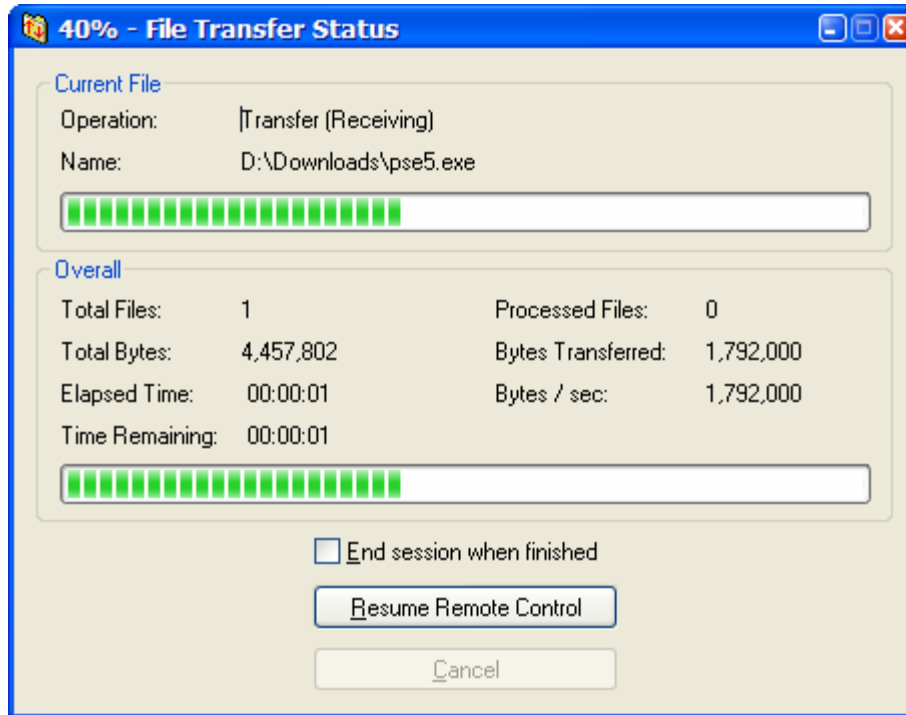 40% - File Transfer Status
Current File
Operation: Transfer (Receiving)
Name: D:\Downloads\pse5.exe
Overall
Total Files: 1 Processed Files: 0
Total Bytes: 4,457,802 Bytes Transferred: 1,792,000
Elapsed Time: 00:00:01 Bytes / sec: 1,792,000
Time Remaining: 00:00:01
End session when finished
Resume Remote Control
Cancel